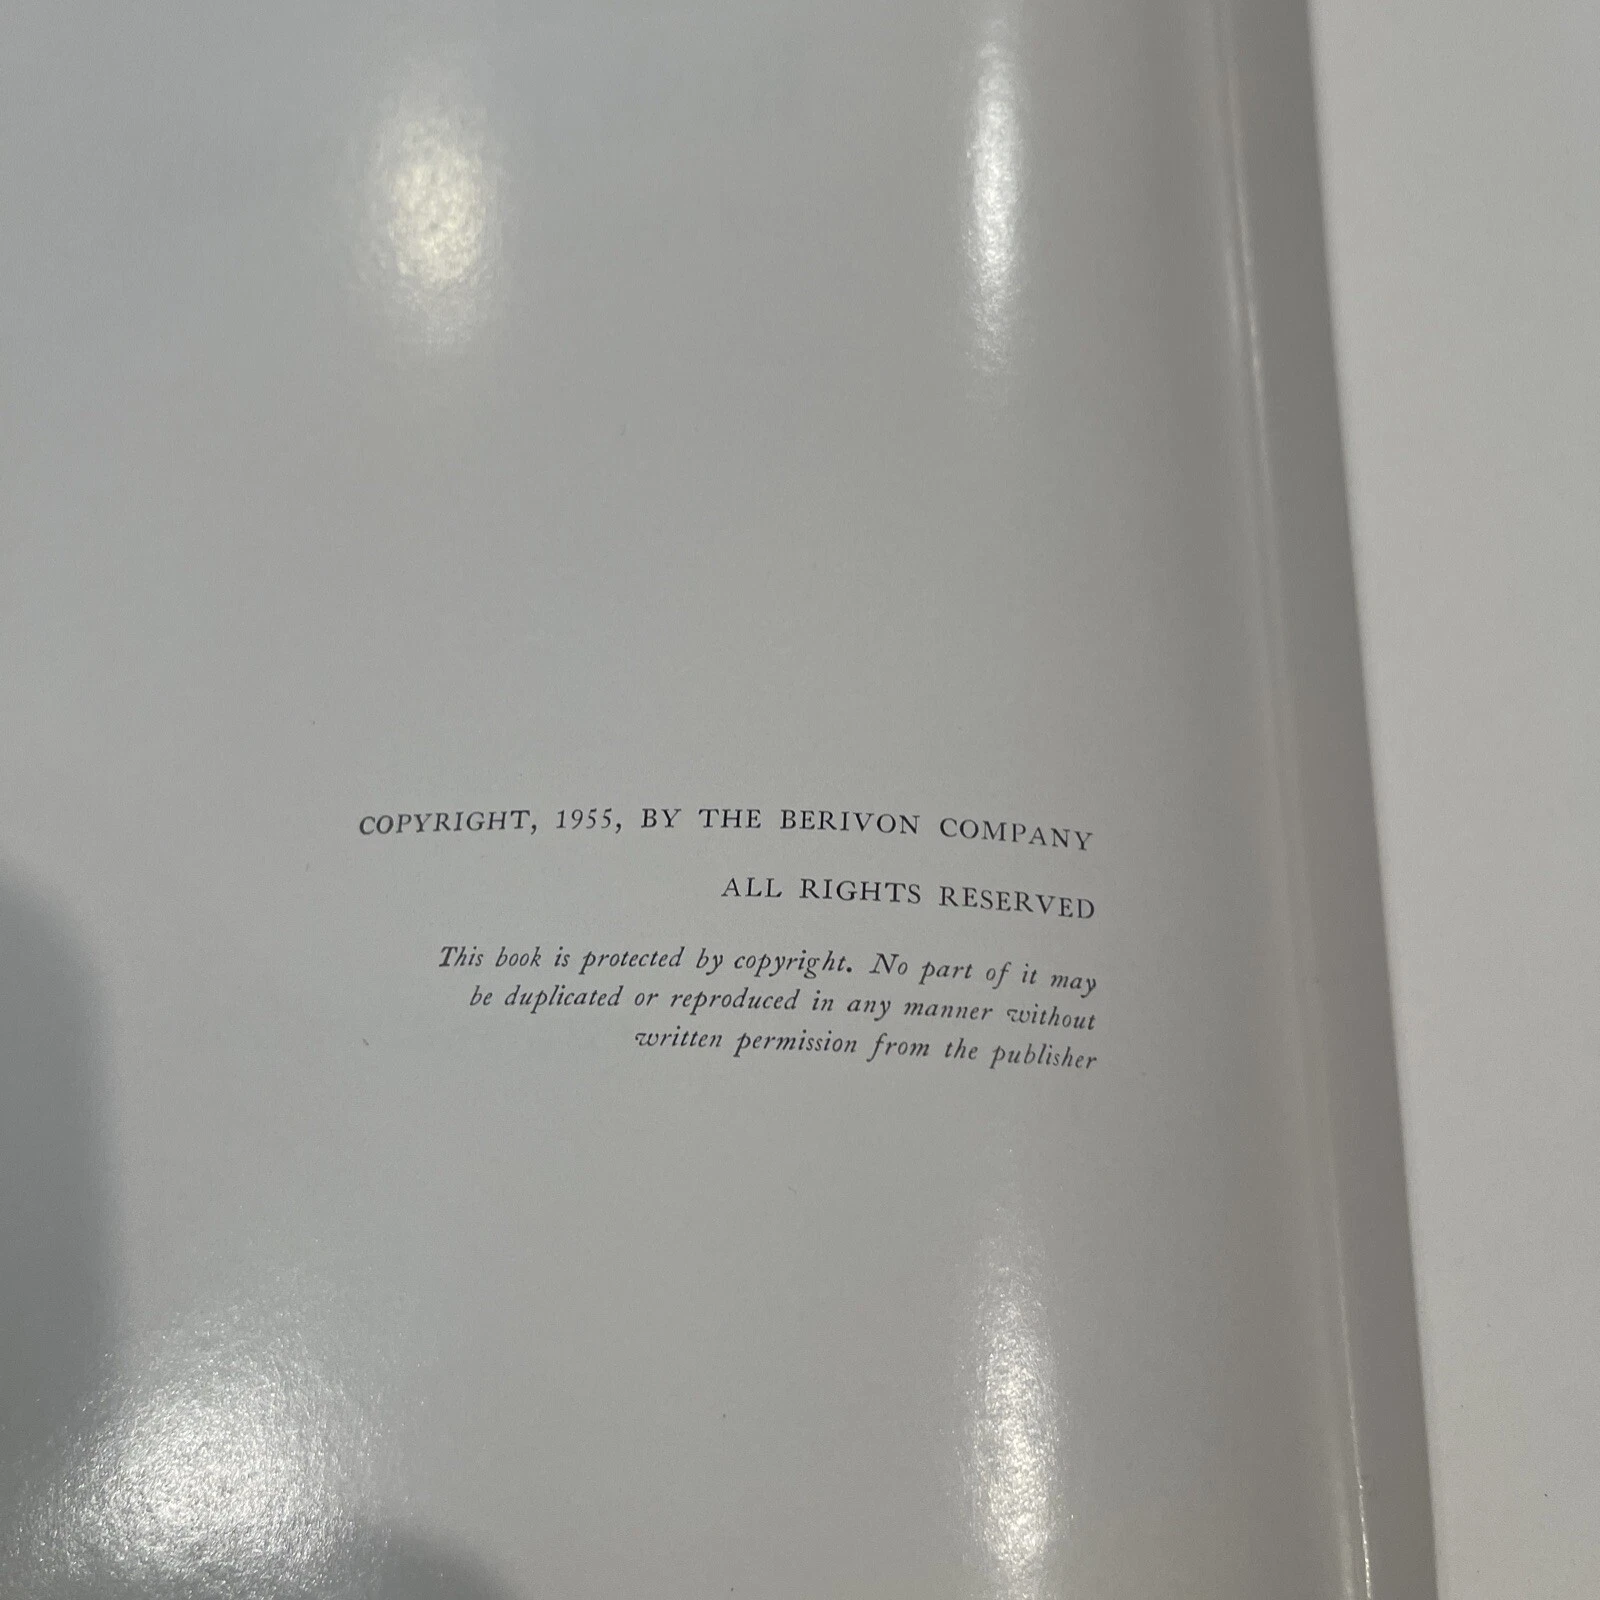 COPYRIGHT, 1955, BY THE BERIVON COMPANY
ALL RIGHTS RESERVED
This book is protected by copyright. No part of it may
be duplicated or reproduced in any manner without
written permission from the publisher